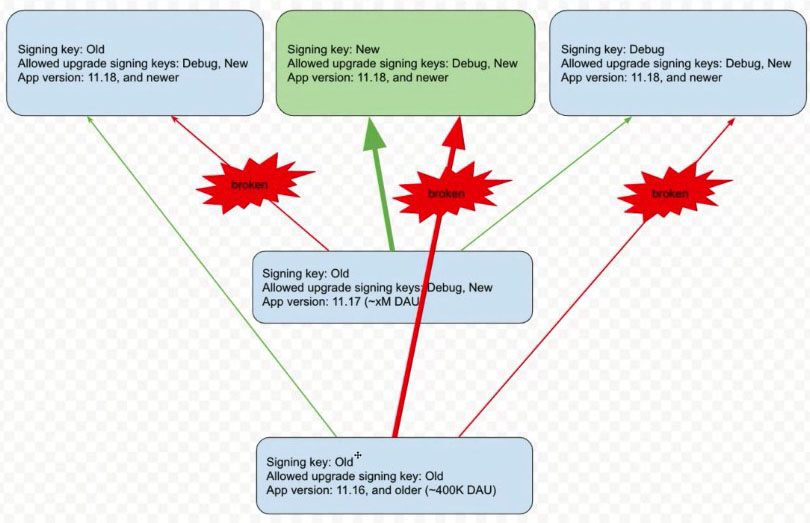 Signing key: Old
Allowed upgrade signing keys: Debug, New
App version: 11.18, and newer
Signing key: New
Allowed upgrade signing keys: Debug, New
App version: 11.18, and newer
Signing key: Debug
Allowed upgrade signing keys: Debug, New
App version: 11.18, and newer
broken
broken
broken
Signing key: Old
Allowed upgrade signing keys: Debug, New
App version: 11.17 (~xM DAU)
Signing key: Old
Allowed upgrade signing key: Old
App version: 11.16, and older (~400K DAU)